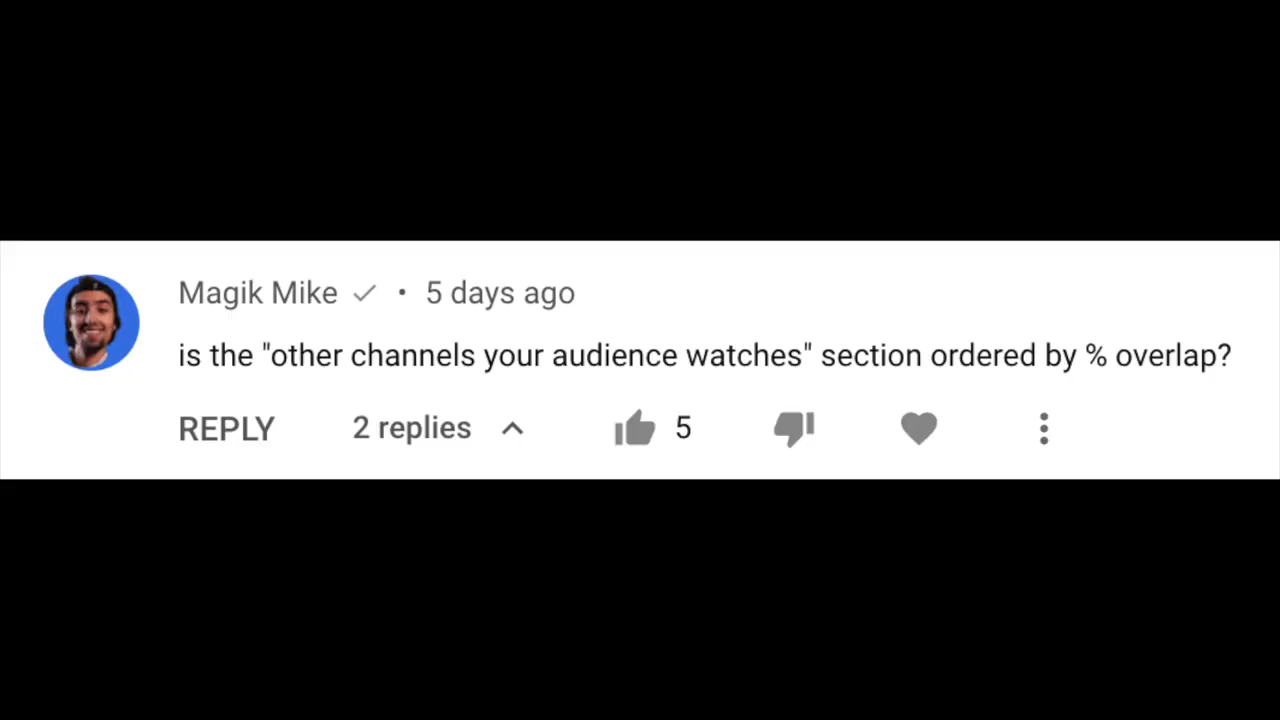 Magik Mike ✓ • 5 days ago
is the "other channels your audience watches" section ordered by % overlap?
REPLY 2 replies 5